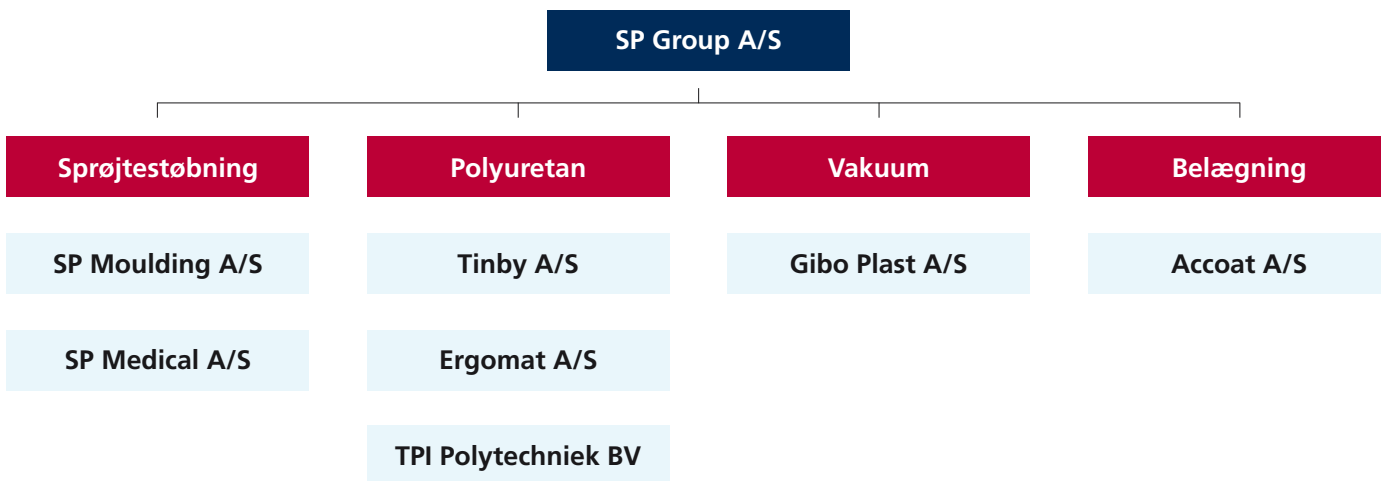 SP Group A/S
Sprøjtestøbning
Polyuretan
Vakuum
Belægning
SP Moulding A/S
Tinby A/S
Gibo Plast A/S
Accoat A/S
SP Medical A/S
Ergomat A/S
TPI Polytechniek BV